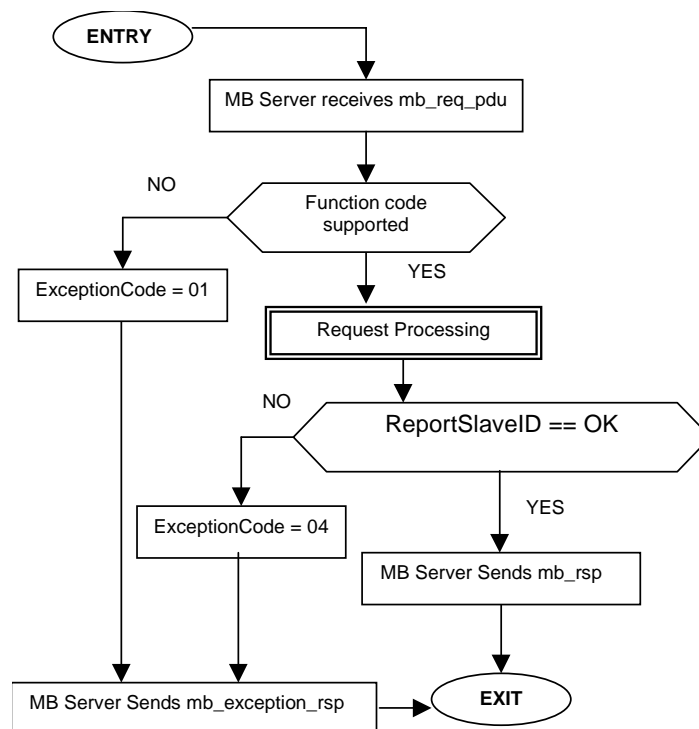 ENTRY
MB Server receives mb_req_pdu
NO
Function code
supported
YES
ExceptionCode = 01
Request Processing
NO
ReportSlaveID == OK
YES
ExceptionCode = 04
MB Server Sends mb_rsp
MB Server Sends mb_exception_rsp
EXIT